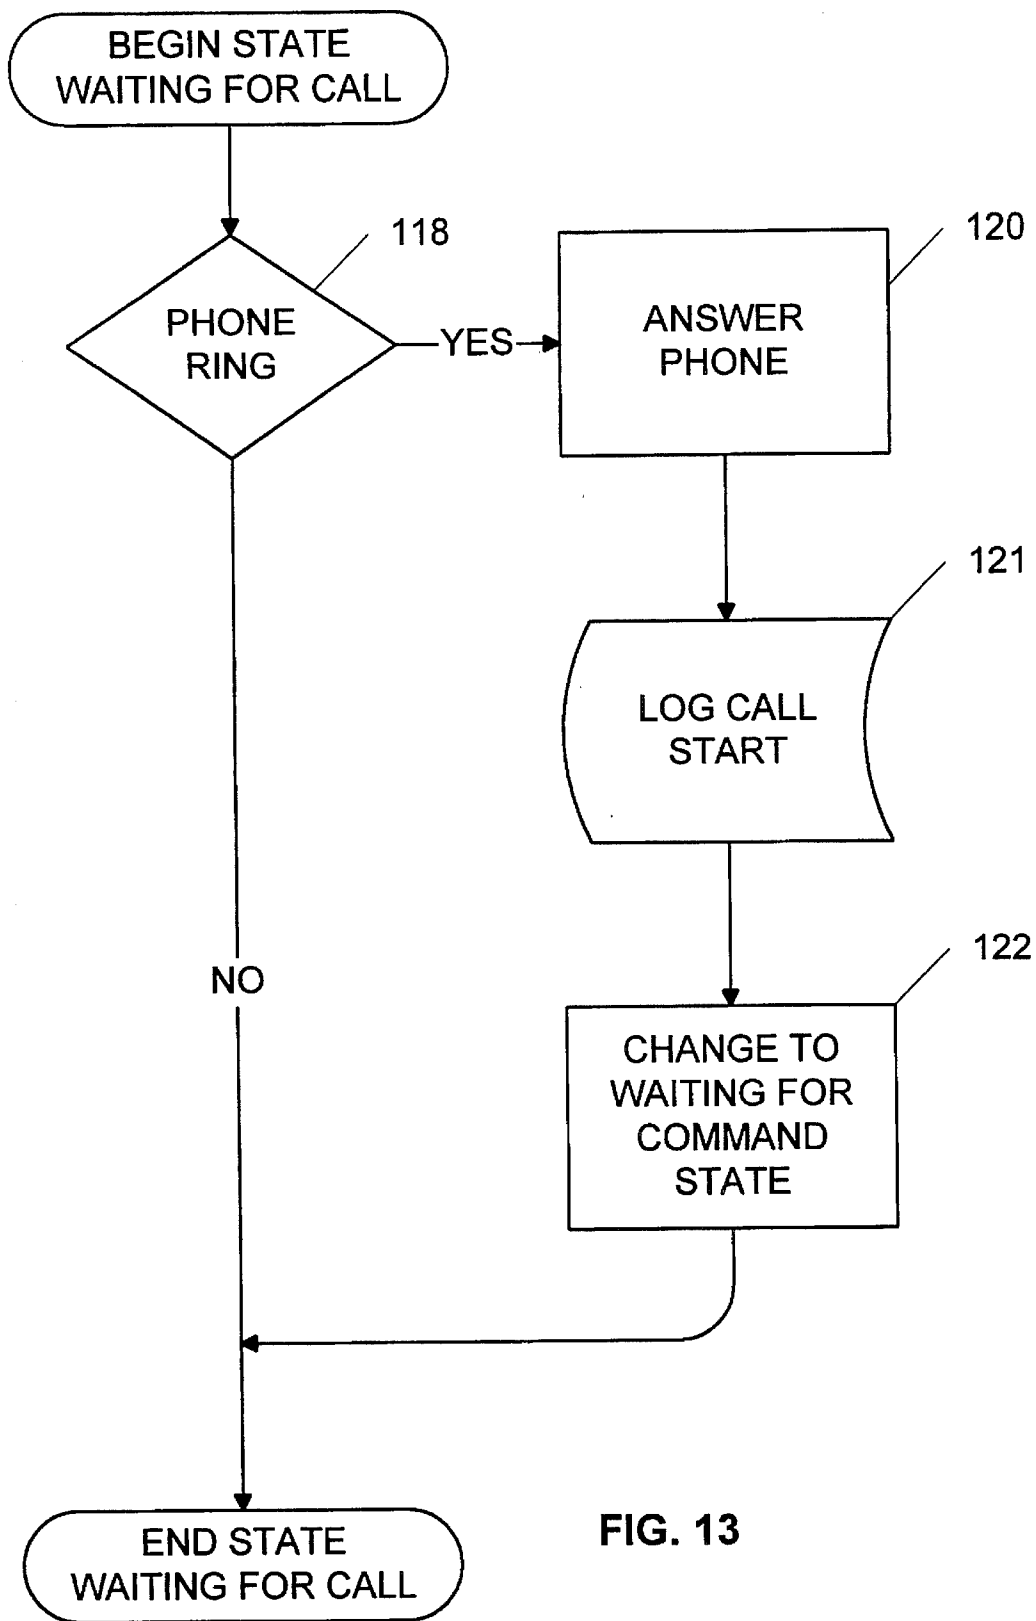 BEGIN STATE
WAITING FOR CALL
118
PHONE
RING
YES
120
ANSWER
PHONE
121
LOG CALL
START
122
CHANGE TO
WAITING FOR
COMMAND
STATE
NO
END STATE
WAITING FOR CALL
FIG. 13